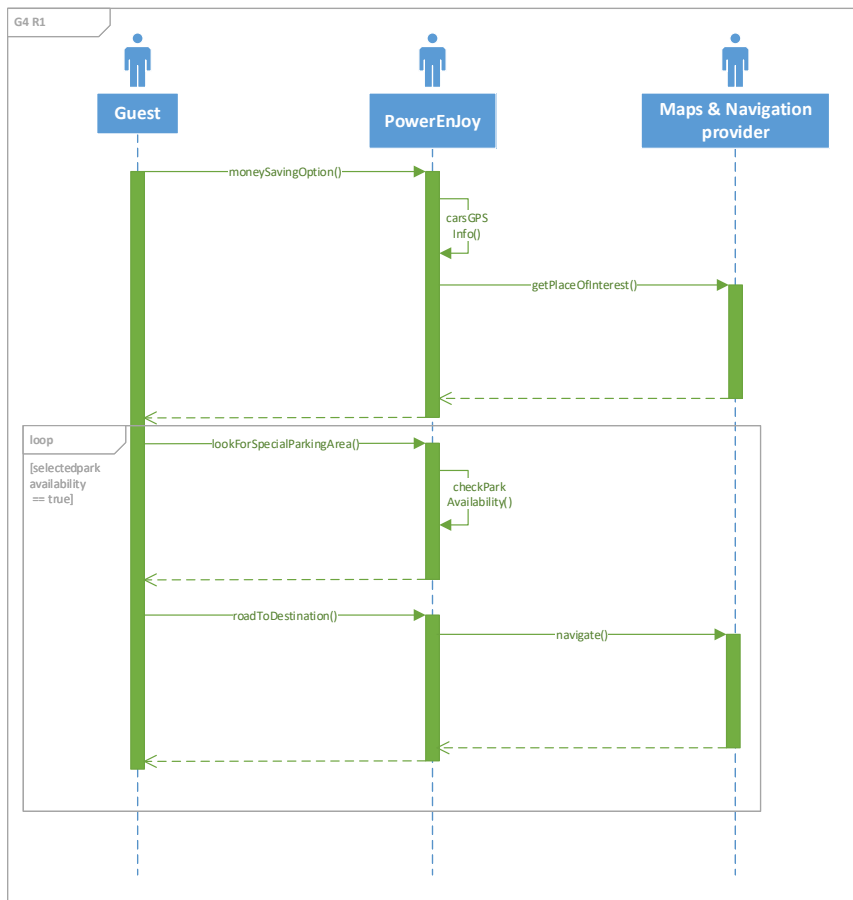 G4 R1
Guest
PowerEnJoy
Maps & Navigation
provider
moneySavingOption()
carsGPS
Info()
getPlaceOfInterest()
loop
[selectedpark
availability
== true]
lookForSpecialParkingArea()
checkPark
Availability()
roadToDestination()
navigate()